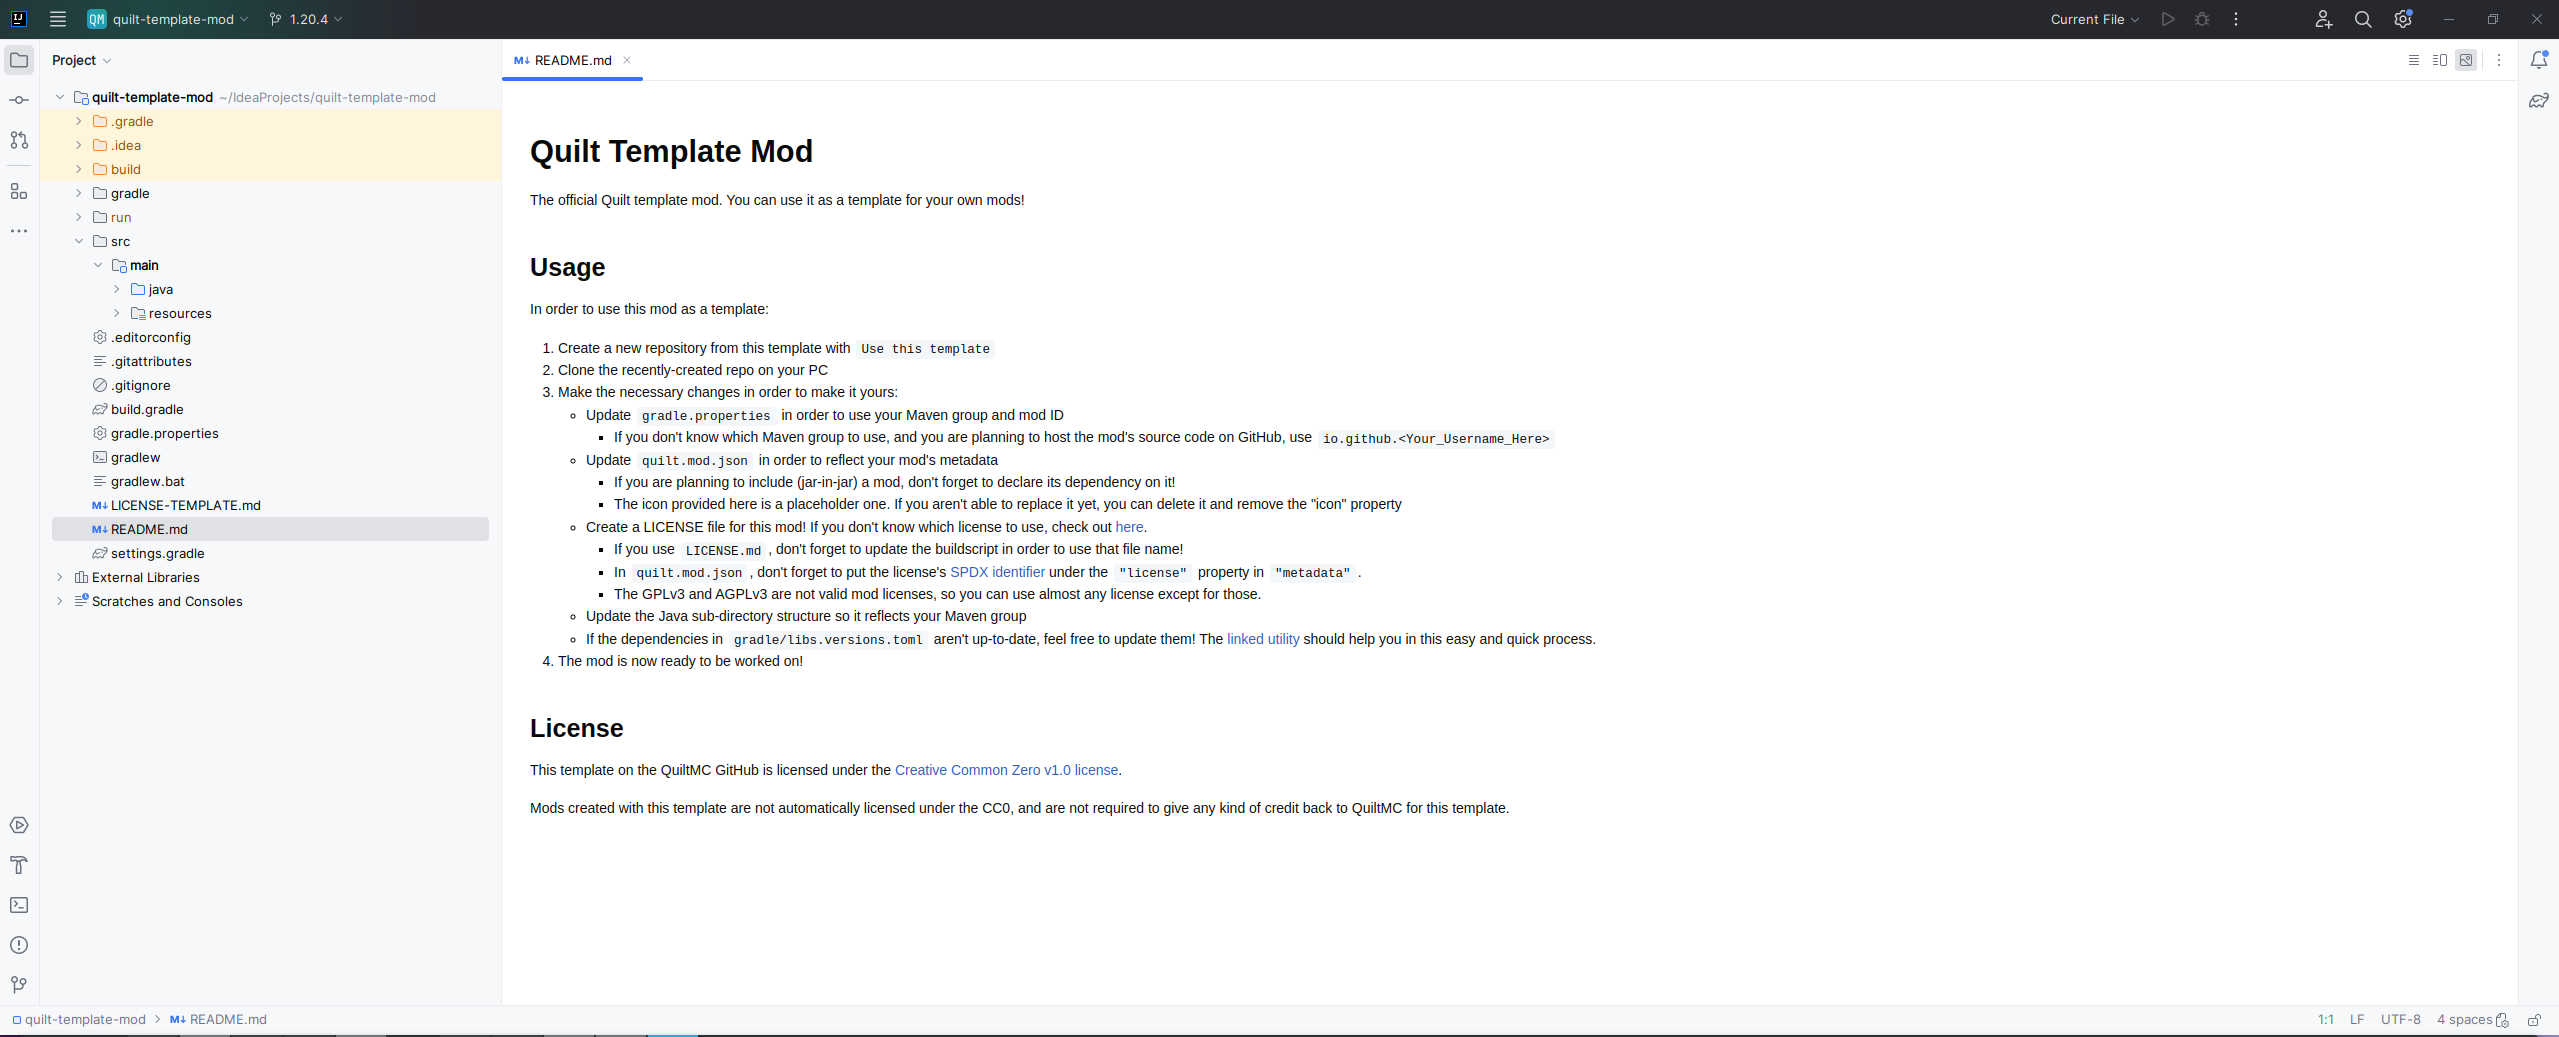 QM quilt-template-mod 1.20.4 Current File
Project
README.md
quilt-template-mod ~/IdeaProjects/quilt-template-mod
.gradle
.idea
build
gradle
run
src
main
java
resources
.editorconfig
.gitattributes
.gitignore
build.gradle
gradle.properties
gradlew
gradlew.bat
LICENSE-TEMPLATE.md
README.md
settings.gradle
External Libraries
Scratches and Consoles
Quilt Template Mod
The official Quilt template mod. You can use it as a template for your own mods!
Usage
In order to use this mod as a template:
1. Create a new repository from this template with Use this template
2. Clone the recently-created repo on your PC
3. Make the necessary changes in order to make it yours:
Update gradle.properties in order to use your Maven group and mod ID
If you don't know which Maven group to use, and you are planning to host the mod's source code on GitHub, use io.github.<Your_Username_Here>
Update quilt.mod.json in order to reflect your mod's metadata
If you are planning to include (jar-in-jar) a mod, don't forget to declare its dependency on it!
The icon provided here is a placeholder one. If you aren't able to replace it yet, you can delete it and remove the "icon" property
Create a LICENSE file for this mod! If you don't know which license to use, check out here.
If you use LICENSE.md , don't forget to update the buildscript in order to use that file name!
In quilt.mod.json , don't forget to put the license's SPDX identifier under the "license" property in "metadata" .
The GPLv3 and AGPLv3 are not valid mod licenses, so you can use almost any license except for those.
Update the Java sub-directory structure so it reflects your Maven group
If the dependencies in gradle/libs.versions.toml aren't up-to-date, feel free to update them! The linked utility should help you in this easy and quick process.
4. The mod is now ready to be worked on!
License
This template on the QuiltMC GitHub is licensed under the Creative Common Zero v1.0 license.
Mods created with this template are not automatically licensed under the CC0, and are not required to give any kind of credit back to QuiltMC for this template.
quilt-template-mod README.md 1:1 LF UTF-8 4 spaces